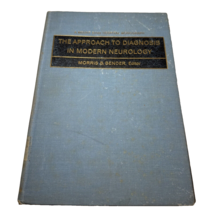 THE APPROACH TO DIAGNOSIS
IN MODERN NEUROLOGY
MORRIS B. BENDER, Editor